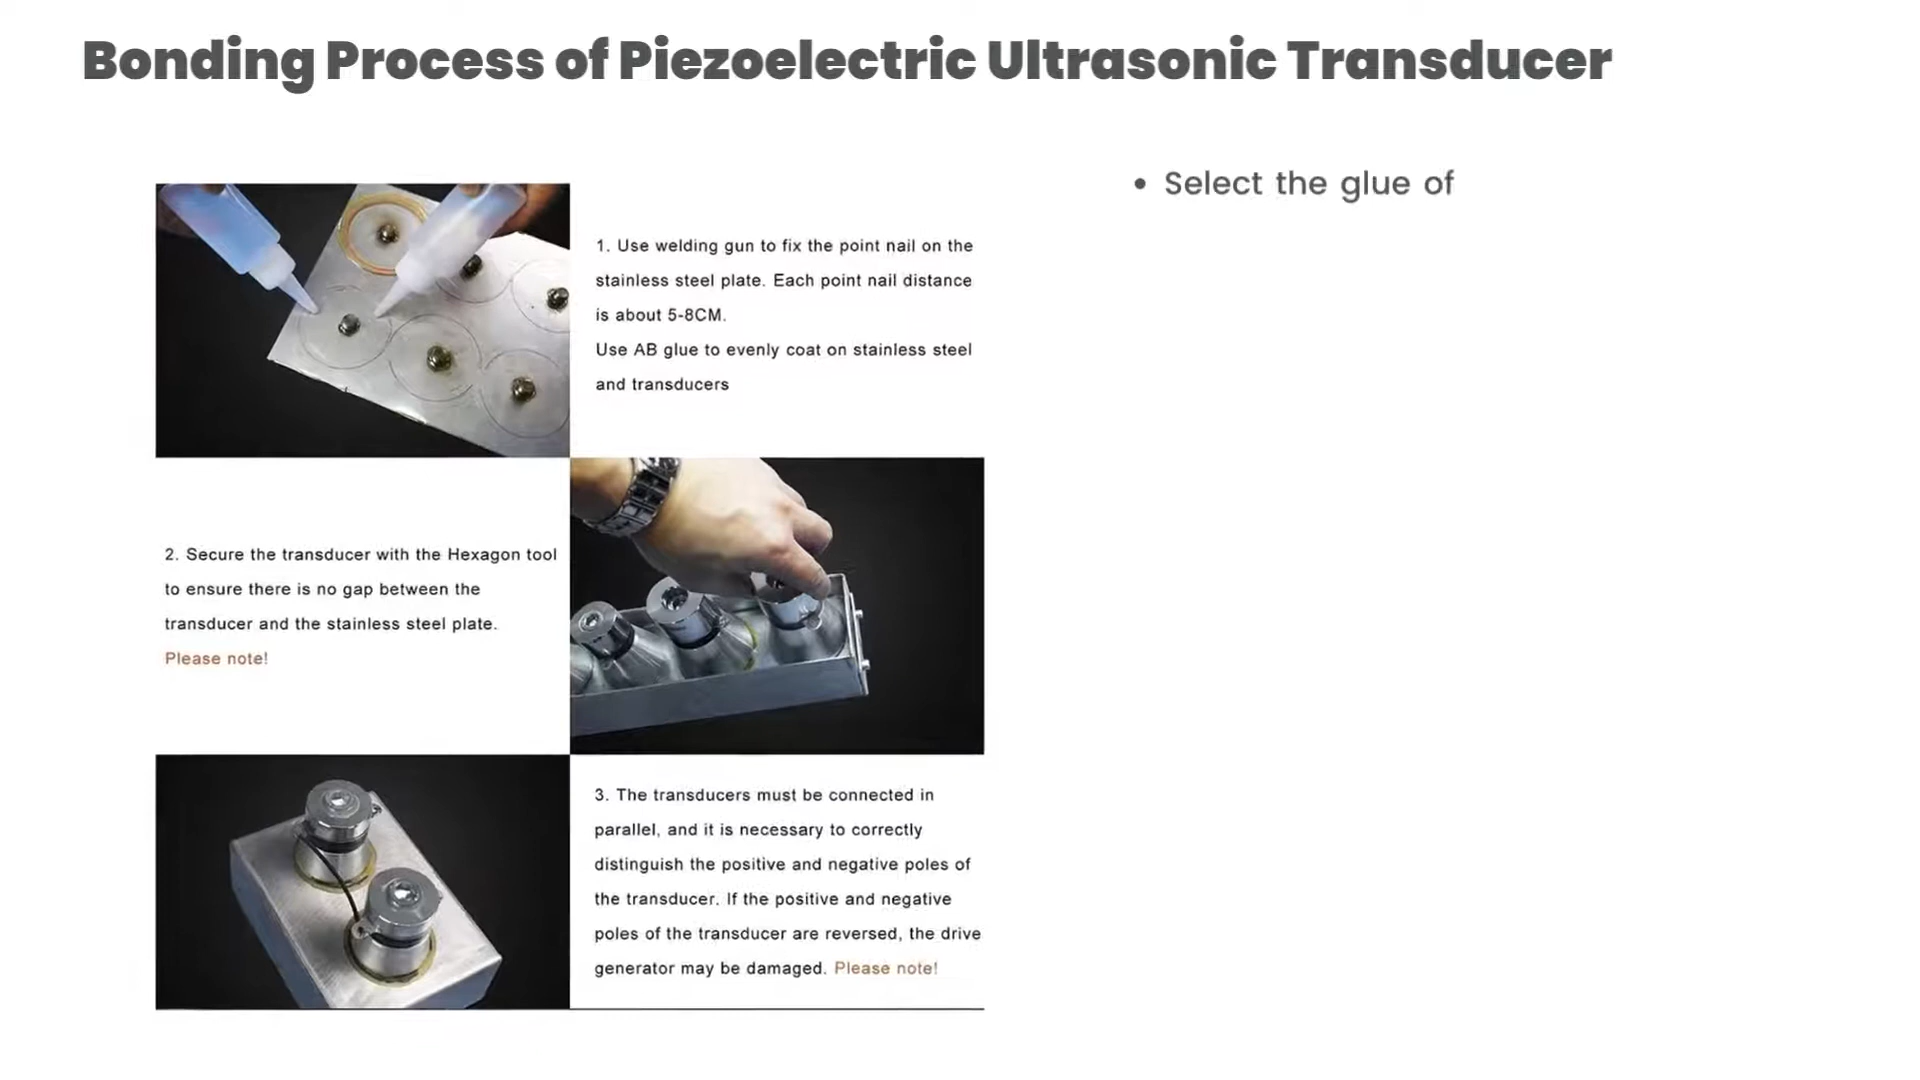 Bonding Process of Piezoelectric Ultrasonic Transducer
1. Use welding gun to fix the point nail on the
stainless steel plate. Each point nail distance
is about 5-8CM.
Use AB glue to evenly coat on stainless steel
and transducers
2. Secure the transducer with the Hexagon tool
to ensure there is no gap between the
transducer and the stainless steel plate.
Please note!
3. The transducers must be connected in
parallel, and it is necessary to correctly
distinguish the positive and negative poles of
the transducer. If the positive and negative
poles of the transducer are reversed, the drive
generator may be damaged. Please note!
• Select the glue of